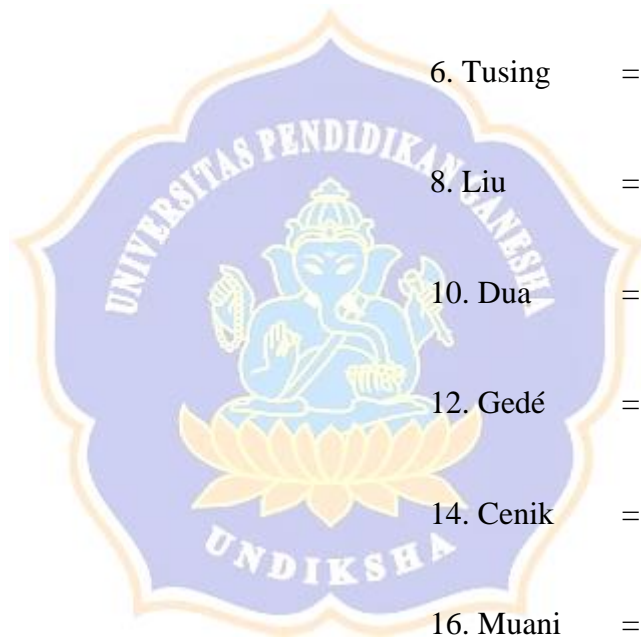 6. Tusing =
UNIVERSITAS PENDIDIKAN GANESHA
8. Liu =
10. Dua =
12. Gedé =
14. Cenik =
UNDIKSHA
16. Muani =